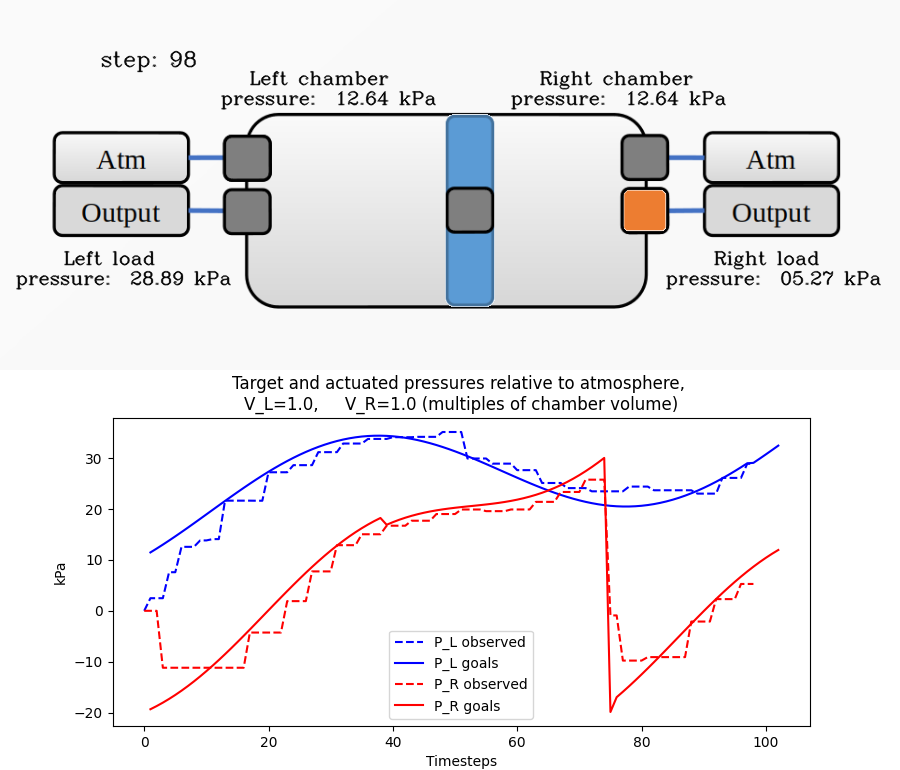 step: 98
Left chamber
pressure: 12.64 kPa
Right chamber
pressure: 12.64 kPa
Atm
Output
Atm
Output
Left load
pressure: 28.89 kPa
Right load
pressure: 05.27 kPa
Target and actuated pressures relative to atmosphere,
V_L=1.0, V_R=1.0 (multiples of chamber volume)
kPa
30
20
10
0
−10
−20
P_L observed
P_L goals
P_R observed
P_R goals
0 20 40 60 80 100
Timesteps